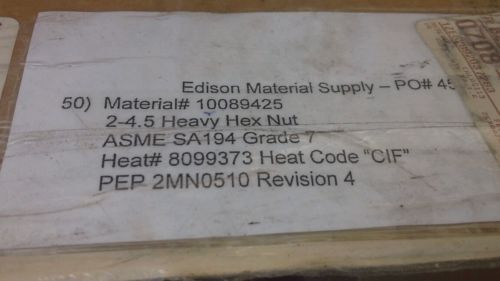 Edison Material Supply – PO# 45
50) Material# 10089425
2-4.5 Heavy Hex Nut
ASME SA194 Grade 7
Heat# 8099373 Heat Code "CIF"
PEP 2MN0510 Revision 4